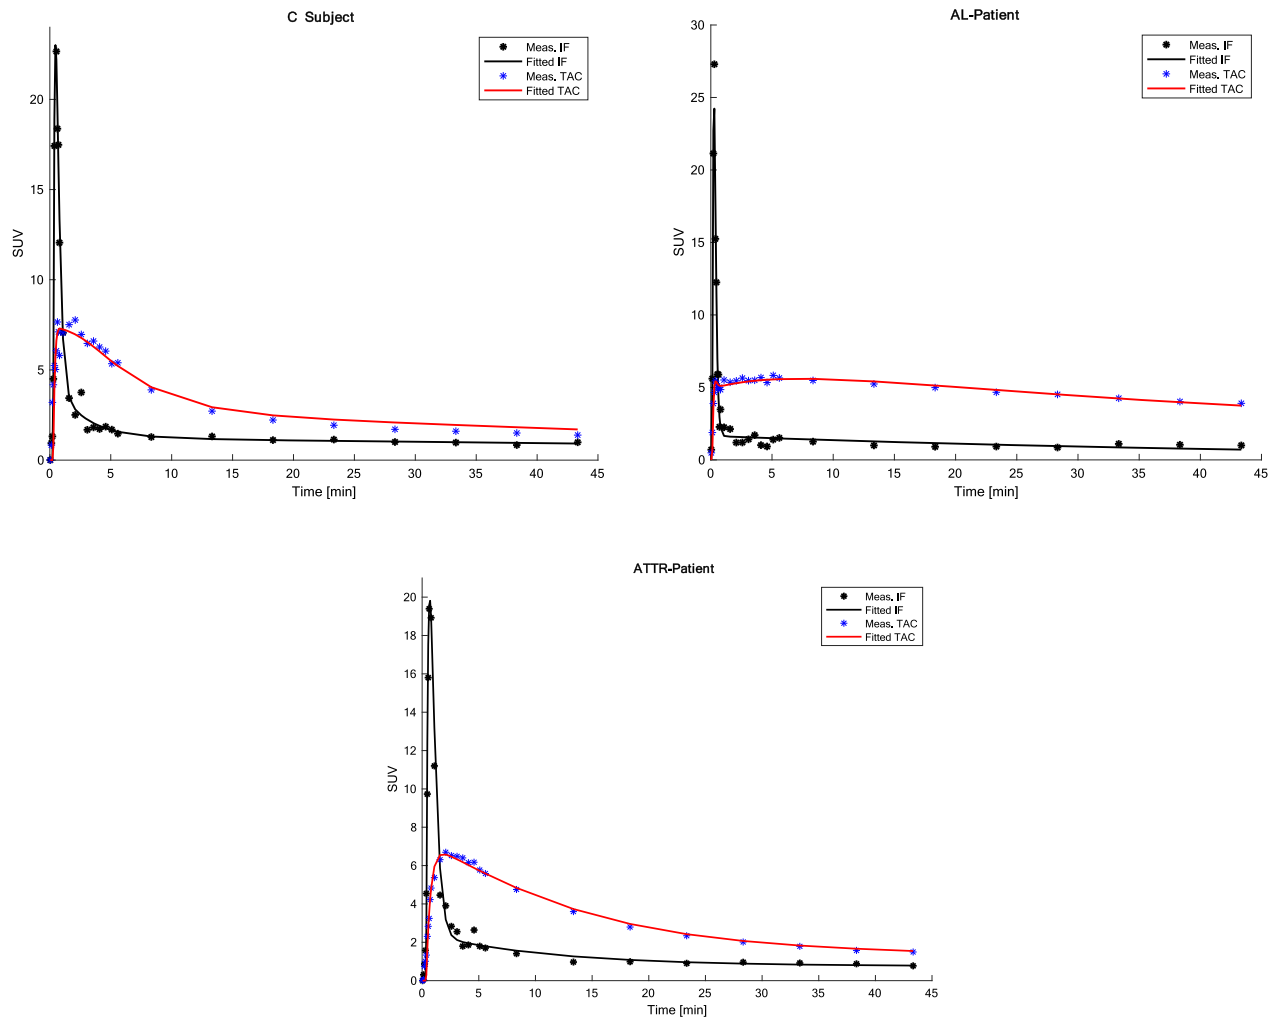 C Subject
Meas. IF
Fitted IF
Meas. TAC
Fitted TAC
SUV
20
15
10
5
0
0 5 10 15 20 25 30 35 40 45
Time [min]
AL-Patient
Meas. IF
Fitted IF
Meas. TAC
Fitted TAC
SUV
30
25
20
15
10
5
0
0 5 10 15 20 25 30 35 40 45
Time [min]
ATTR-Patient
Meas. IF
Fitted IF
Meas. TAC
Fitted TAC
SUV
20
18
16
14
12
10
8
6
4
2
0
0 5 10 15 20 25 30 35 40 45
Time [min]